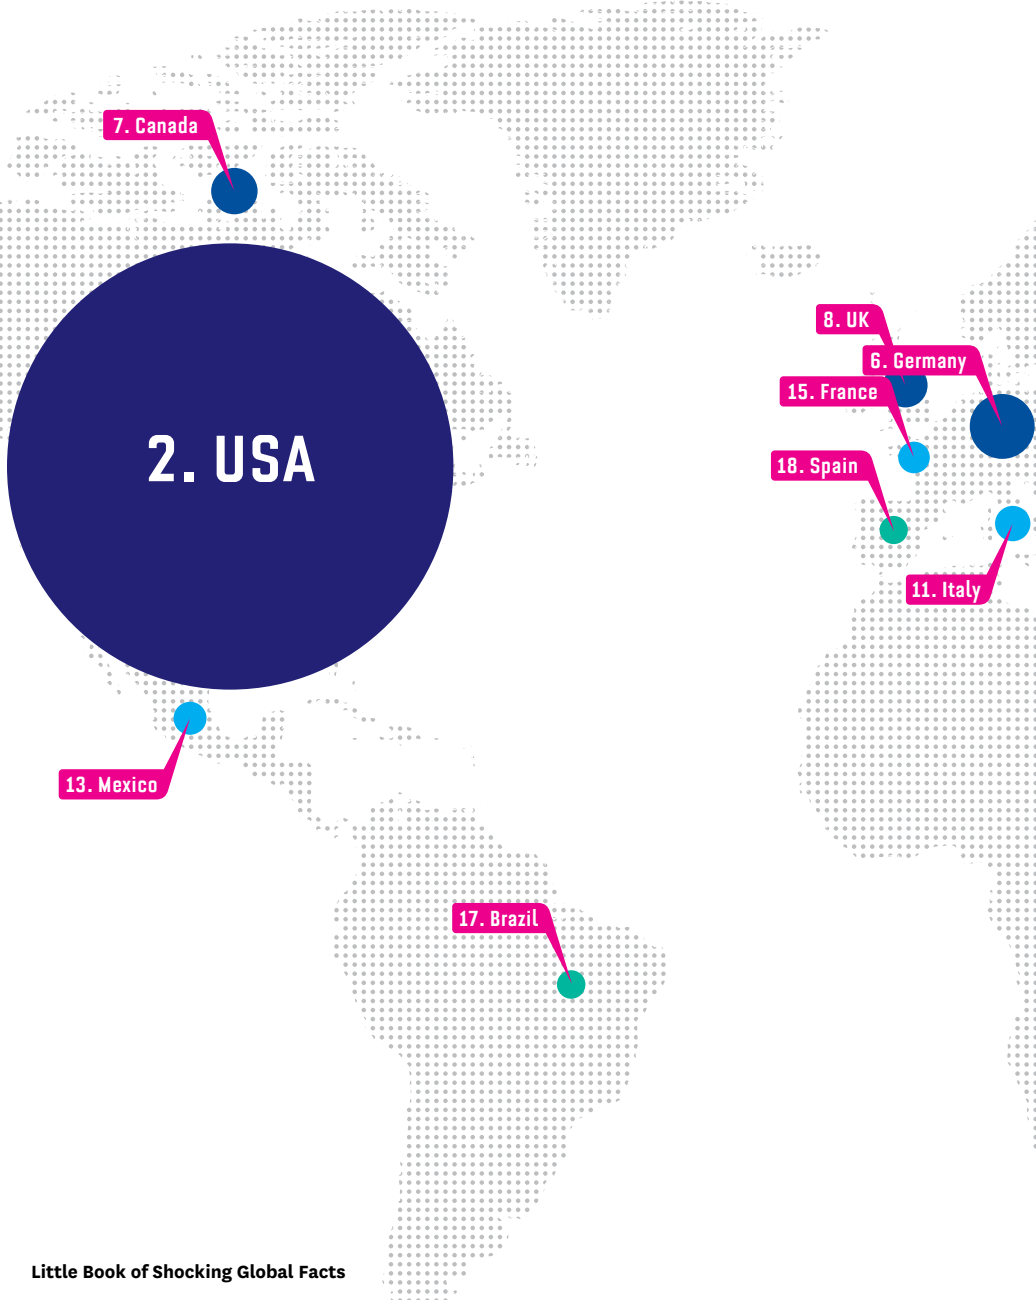 7. Canada
8. UK
6. Germany
15. France
2. USA
18. Spain
11. Italy
13. Mexico
17. Brazil
Little Book of Shocking Global Facts